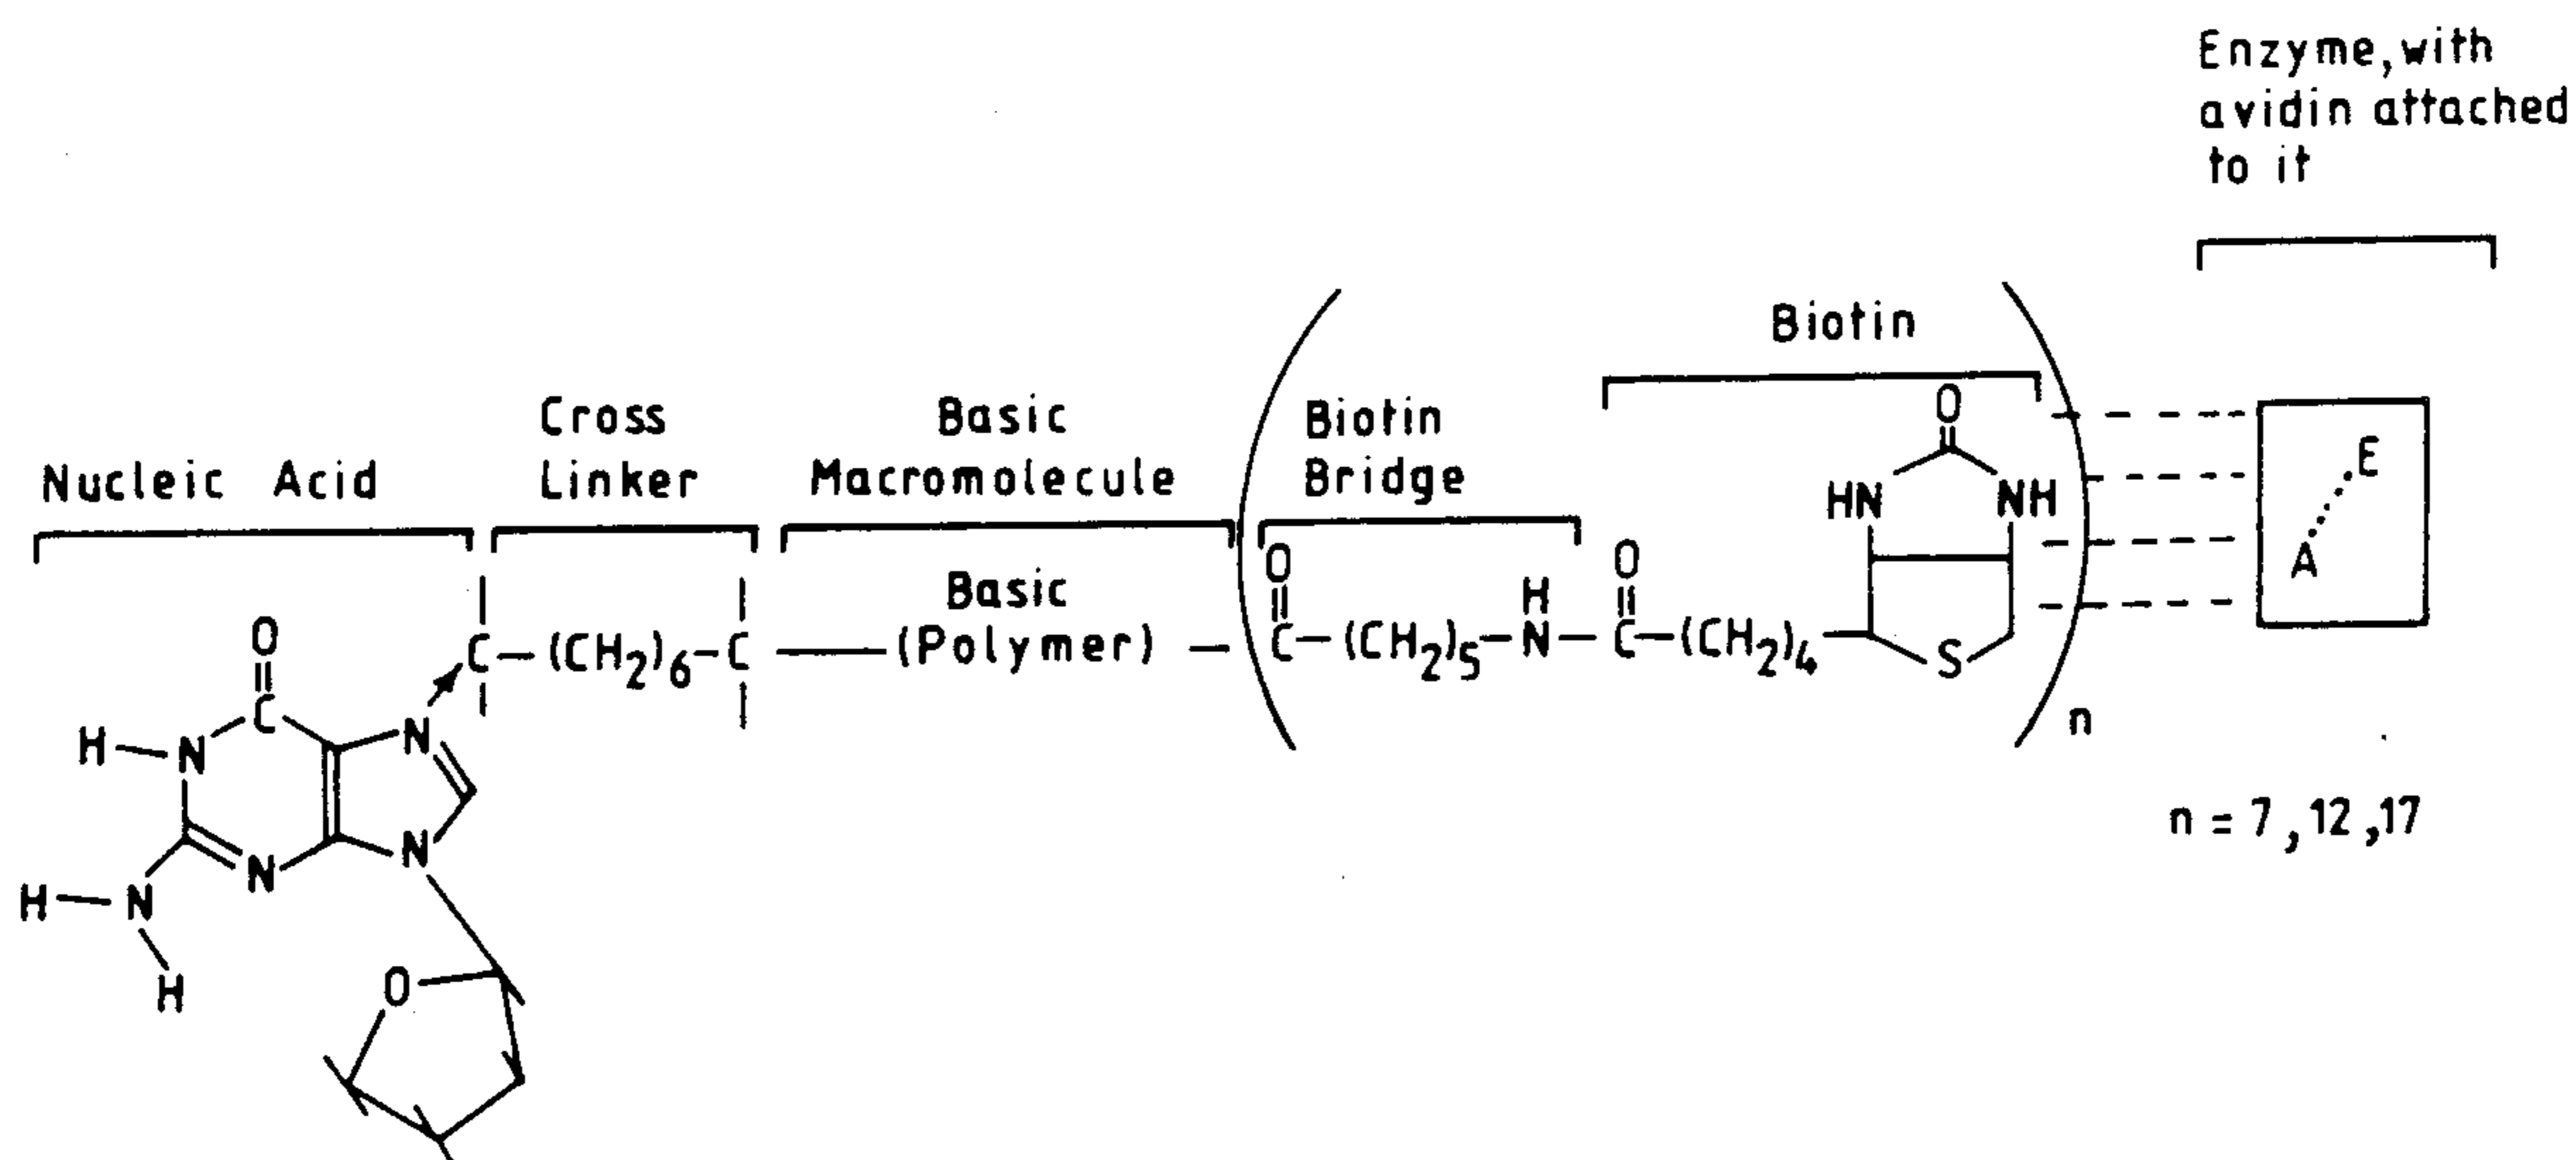 Enzyme, with
avidin attached
to it
Biotin
Nucleic Acid
Cross
Linker
Basic
Macromolecule
Biotin
Bridge
O
HN
NH
E
A
O
O
H
Basic
C–(CH₂)₆–C
(Polymer)
C–(CH₂)₅–N–C–(CH₂)₄
S
n
n = 7, 12, 17
O
C
H–N
N
N
N
H–N
H
O